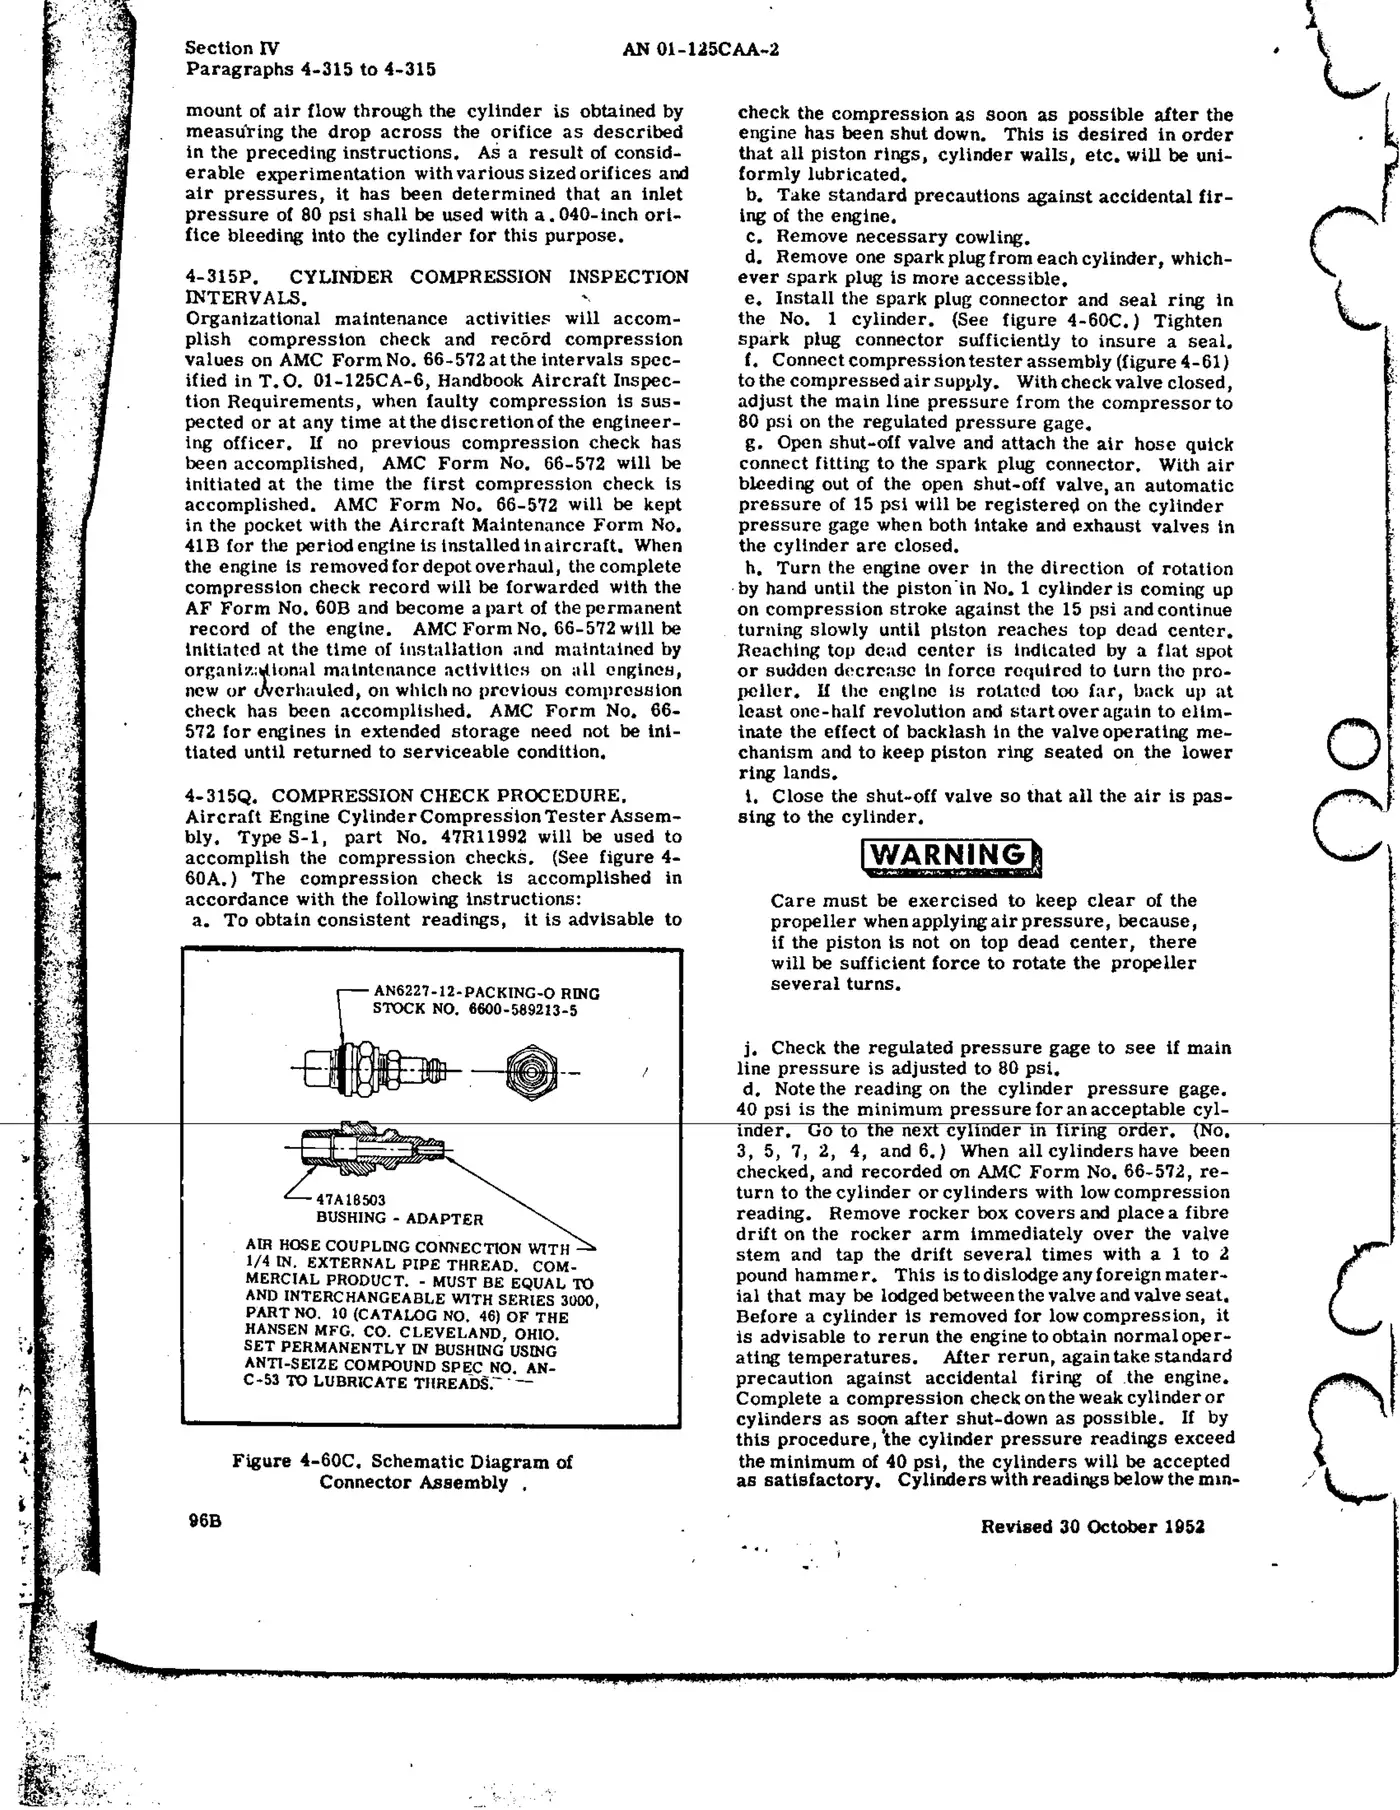 Section IV
AN 01-125CAA-2
Paragraphs 4-315 to 4-315
mount of air flow through the cylinder is obtained by
measuring the drop across the orifice as described
in the preceding instructions. As a result of consid-
erable experimentation with various sized orifices and
air pressures, it has been determined that an inlet
pressure of 80 psi shall be used with a .040-inch ori-
fice bleeding into the cylinder for this purpose.
4-315P. CYLINDER COMPRESSION INSPECTION
INTERVALS.
Organizational maintenance activities will accom-
plish compression check and record compression
values on AMC Form No. 66-572 at the intervals spec-
ified in T.O. 01-125CA-6, Handbook Aircraft Inspec-
tion Requirements, when faulty compression is sus-
pected or at any time at the discretion of the engineer-
ing officer. If no previous compression check has
been accomplished, AMC Form No. 66-572 will be
initiated at the time the first compression check is
accomplished. AMC Form No. 66-572 will be kept
in the pocket with the Aircraft Maintenance Form No.
41B for the period engine is installed in aircraft. When
the engine is removed for depot overhaul, the complete
compression check record will be forwarded with the
AF Form No. 60B and become a part of the permanent
record of the engine. AMC Form No. 66-572 will be
initiated at the time of installation and maintained by
organizational maintenance activities on all engines,
new or overhauled, on which no previous compression
check has been accomplished. AMC Form No. 66-
572 for engines in extended storage need not be ini-
tiated until returned to serviceable condition.
4-315Q. COMPRESSION CHECK PROCEDURE.
Aircraft Engine Cylinder Compression Tester Assem-
bly. Type S-1, part No. 47R11992 will be used to
accomplish the compression checks. (See figure 4-
60A.) The compression check is accomplished in
accordance with the following instructions:
a. To obtain consistent readings, it is advisable to
AN6227-12-PACKING-O RING
STOCK NO. 6600-589213-5
47A18503
BUSHING - ADAPTER
AIR HOSE COUPLING CONNECTION WITH
1/4 IN. EXTERNAL PIPE THREAD. COM-
MERCIAL PRODUCT. - MUST BE EQUAL TO
AND INTERCHANGEABLE WITH SERIES 3000,
PART NO. 10 (CATALOG NO. 46) OF THE
HANSEN MFG. CO. CLEVELAND, OHIO.
SET PERMANENTLY IN BUSHING USING
ANTI-SEIZE COMPOUND SPEC NO. AN-
C-53 TO LUBRICATE THREADS.
Figure 4-60C. Schematic Diagram of
Connector Assembly
check the compression as soon as possible after the
engine has been shut down. This is desired in order
that all piston rings, cylinder walls, etc. will be uni-
formly lubricated.
b. Take standard precautions against accidental fir-
ing of the engine.
c. Remove necessary cowling.
d. Remove one spark plug from each cylinder, which-
ever spark plug is more accessible.
e. Install the spark plug connector and seal ring in
the No. 1 cylinder. (See figure 4-60C.) Tighten
spark plug connector sufficiently to insure a seal.
f. Connect compression tester assembly (figure 4-61)
to the compressed air supply. With check valve closed,
adjust the main line pressure from the compressor to
80 psi on the regulated pressure gage.
g. Open shut-off valve and attach the air hose quick
connect fitting to the spark plug connector. With air
bleeding out of the open shut-off valve, an automatic
pressure of 15 psi will be registered on the cylinder
pressure gage when both intake and exhaust valves in
the cylinder are closed.
h. Turn the engine over in the direction of rotation
by hand until the piston in No. 1 cylinder is coming up
on compression stroke against the 15 psi and continue
turning slowly until piston reaches top dead center.
Reaching top dead center is indicated by a flat spot
or sudden decrease in force required to turn the pro-
peller. If the engine is rotated too far, back up at
least one-half revolution and start over again to elim-
inate the effect of backlash in the valve operating me-
chanism and to keep piston ring seated on the lower
ring lands.
i. Close the shut-off valve so that all the air is pas-
sing to the cylinder.
WARNING
Care must be exercised to keep clear of the
propeller when applying air pressure, because,
if the piston is not on top dead center, there
will be sufficient force to rotate the propeller
several turns.
j. Check the regulated pressure gage to see if main
line pressure is adjusted to 80 psi.
d. Note the reading on the cylinder pressure gage.
40 psi is the minimum pressure for an acceptable cyl-
inder. Go to the next cylinder in firing order. (No.
3, 5, 7, 2, 4, and 6.) When all cylinders have been
checked, and recorded on AMC Form No. 66-572, re-
turn to the cylinder or cylinders with low compression
reading. Remove rocker box covers and place a fibre
drift on the rocker arm immediately over the valve
stem and tap the drift several times with a 1 to 2
pound hammer. This is to dislodge any foreign mater-
ial that may be lodged between the valve and valve seat.
Before a cylinder is removed for low compression, it
is advisable to rerun the engine to obtain normal oper-
ating temperatures. After rerun, again take standard
precaution against accidental firing of the engine.
Complete a compression check on the weak cylinder or
cylinders as soon after shut-down as possible. If by
this procedure, the cylinder pressure readings exceed
the minimum of 40 psi, the cylinders will be accepted
as satisfactory. Cylinders with readings below the min-
96B
Revised 30 October 1952